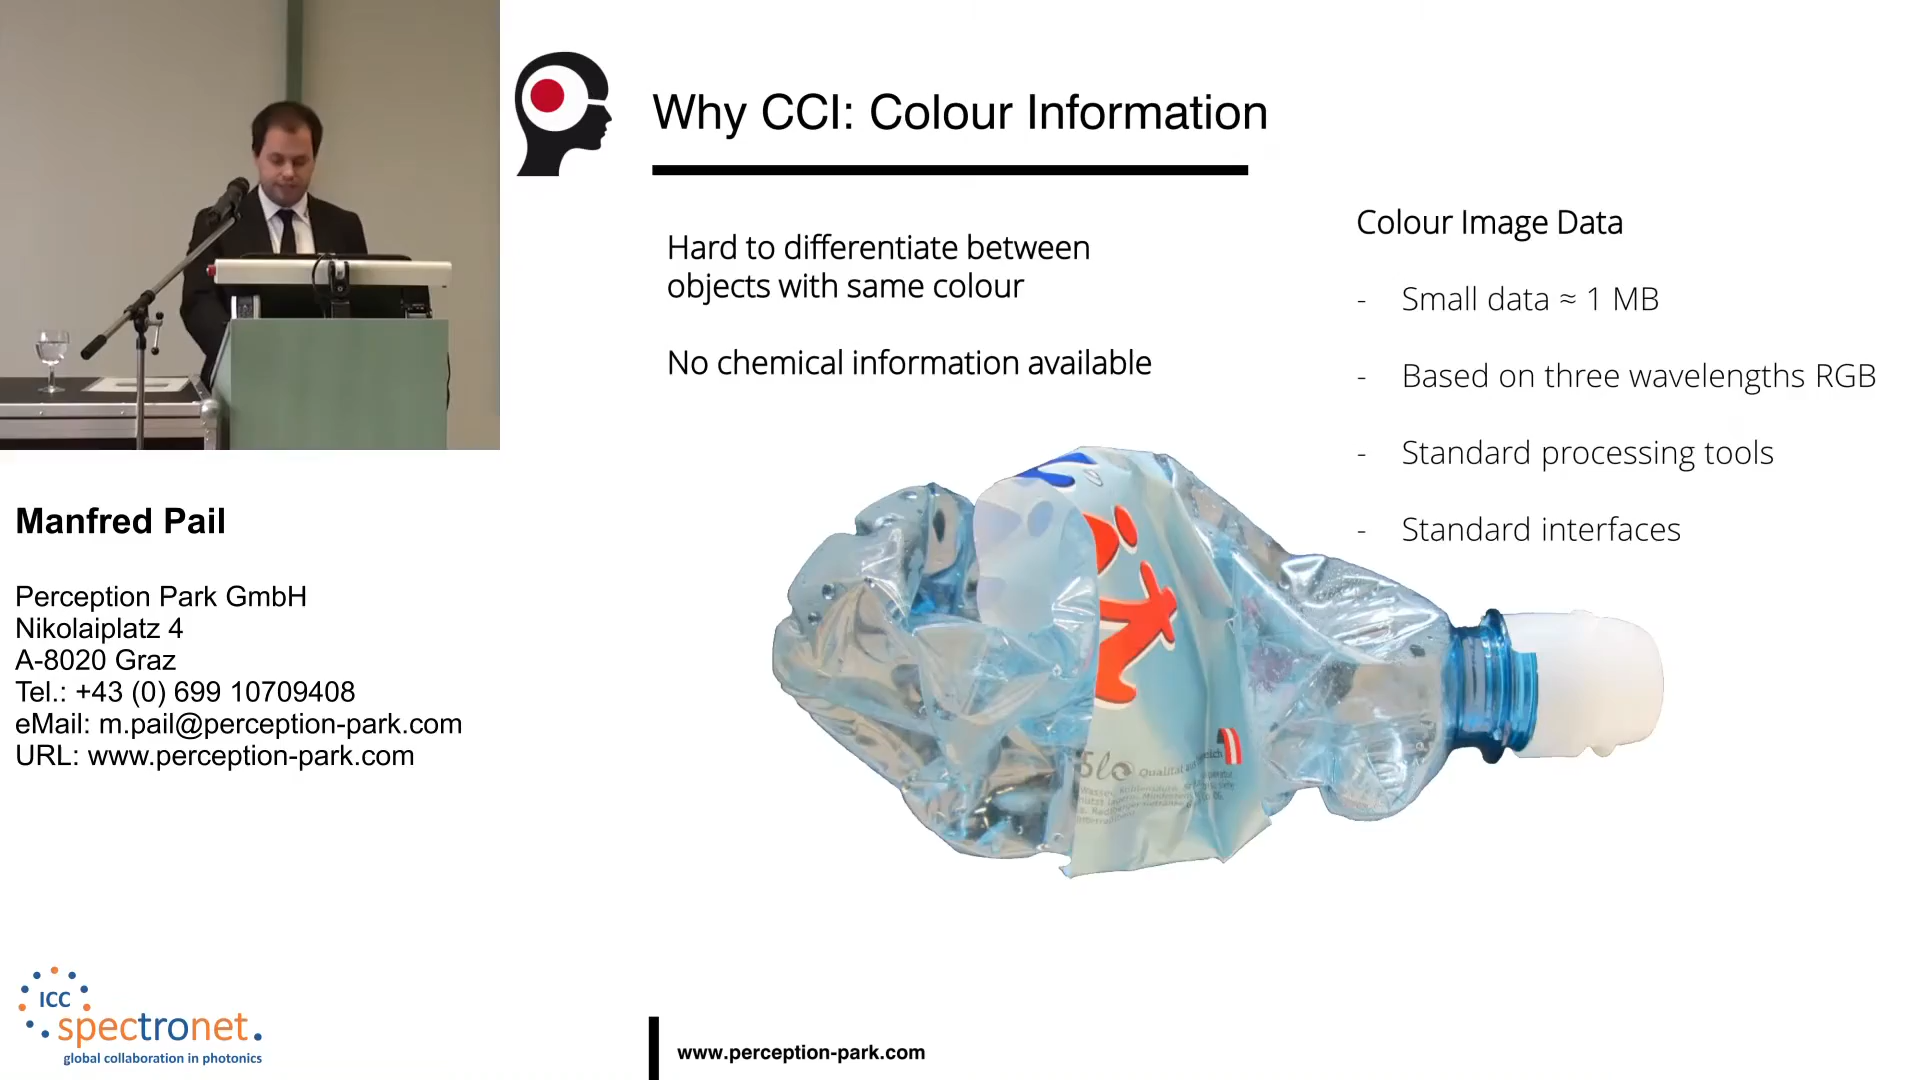 Why CCI: Colour Information
Hard to differentiate between
objects with same colour
No chemical information available
Colour Image Data
- Small data ≈ 1 MB
- Based on three wavelengths RGB
- Standard processing tools
- Standard interfaces
5l
Qualität aus
Manfred Pail
Perception Park GmbH
Nikolaiplatz 4
A-8020 Graz
Tel.: +43 (0) 699 10709408
eMail: m.pail@perception-park.com
URL: www.perception-park.com
ICC
spectronet.
global collaboration in photonics
www.perception-park.com